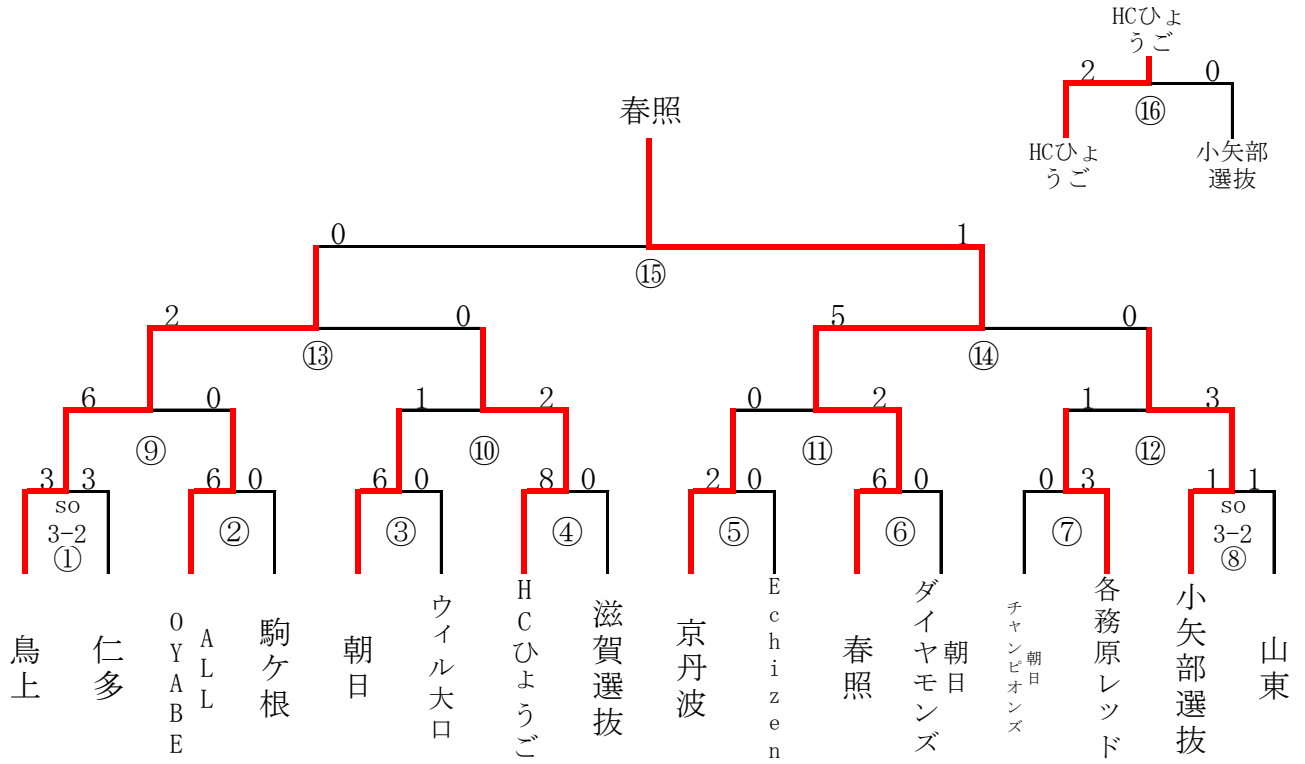 HCひょ
うご
2 0
⑯
HCひょ
うご
小矢部
選抜
春照
0 1
⑮
2 0 5 0
⑬ ⑭
6 0 1 2 0 2 1 3
⑨ ⑩ ⑪ ⑫
3 3 6 0 6 0 8 0 2 0 6 0 0 3 1 1
so
3-2
①
②
③
④
⑤
⑥
⑦
so
3-2
⑧
鳥上
仁多
ALL
OYABE
駒ケ根
朝日
ウィル大口
HCひょうご
滋賀選抜
京丹波
Echizen
春照
朝日
ダイヤモンズ
朝日
チャンピオンズ
各務原レッド
小矢部選抜
山東